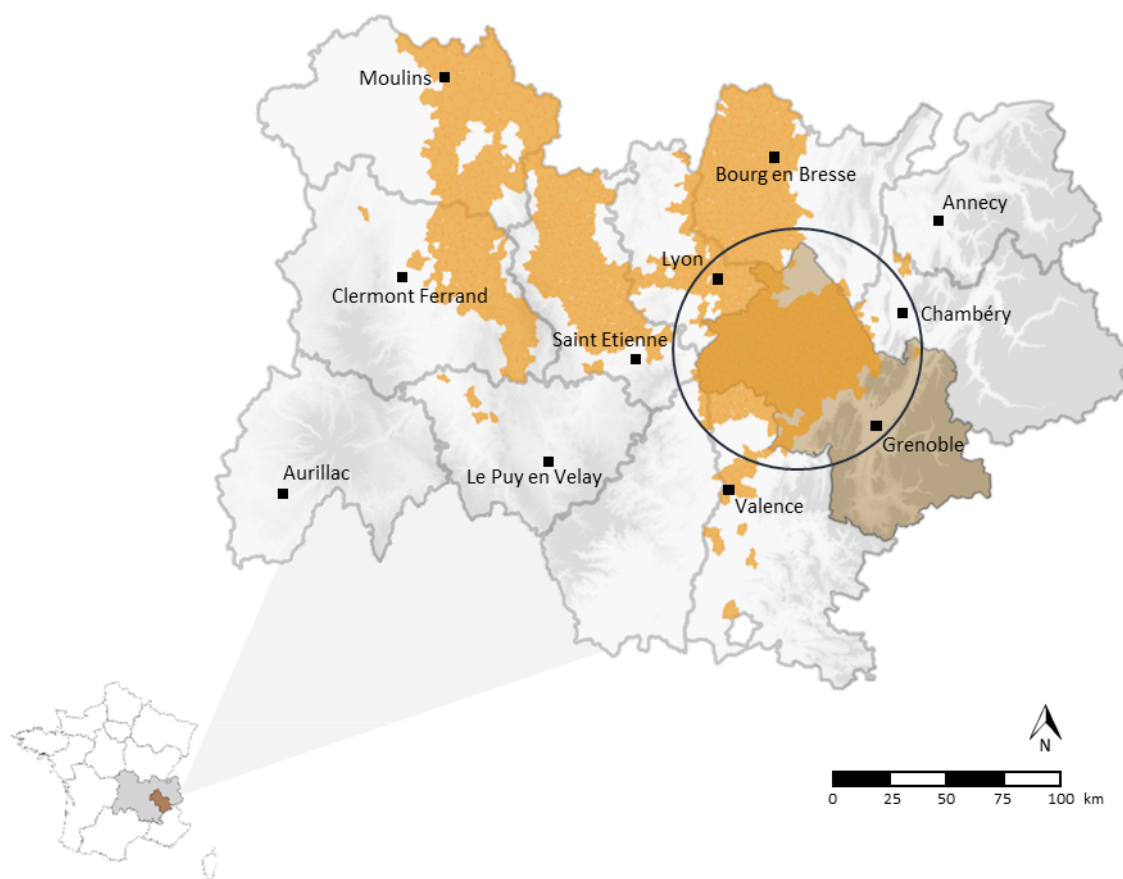 Moulins
Bourg en Bresse
Annecy
Lyon
Clermont Ferrand
Chambéry
Saint Etienne
Grenoble
Aurillac
Le Puy en Velay
Valence
N
0 25 50 75 100 km